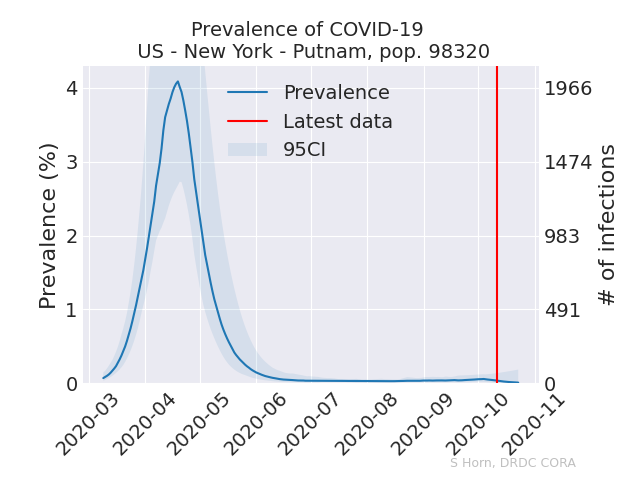 Prevalence of COVID-19
US - New York - Putnam, pop. 98320
Prevalence (%)
4
3
2
1
0
Prevalence
Latest data
95CI
1966
1474
983
491
0
# of infections
2020-03
2020-04
2020-05
2020-06
2020-07
2020-08
2020-09
2020-10
2020-11
S Horn, DRDC CORA